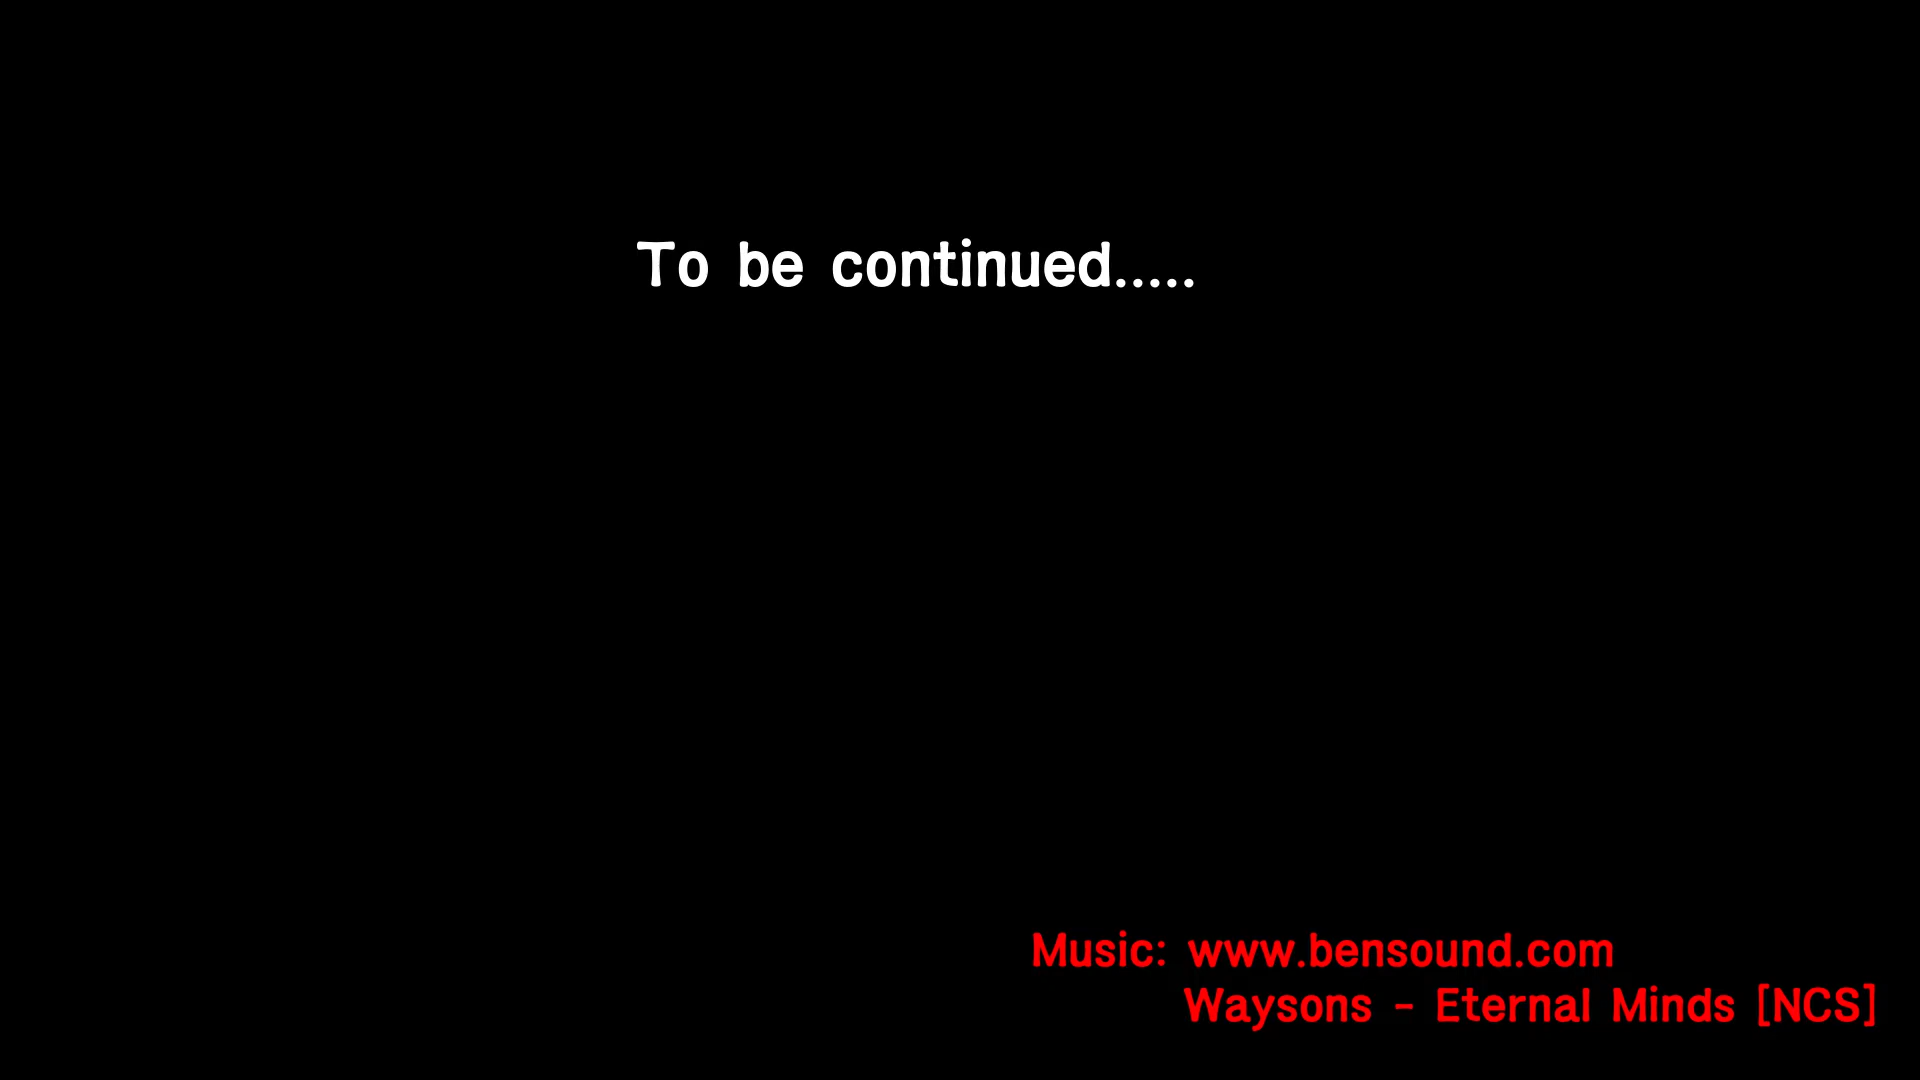 To be continued.....
Music: www.bensound.com
Waysons - Eternal Minds [NCS]